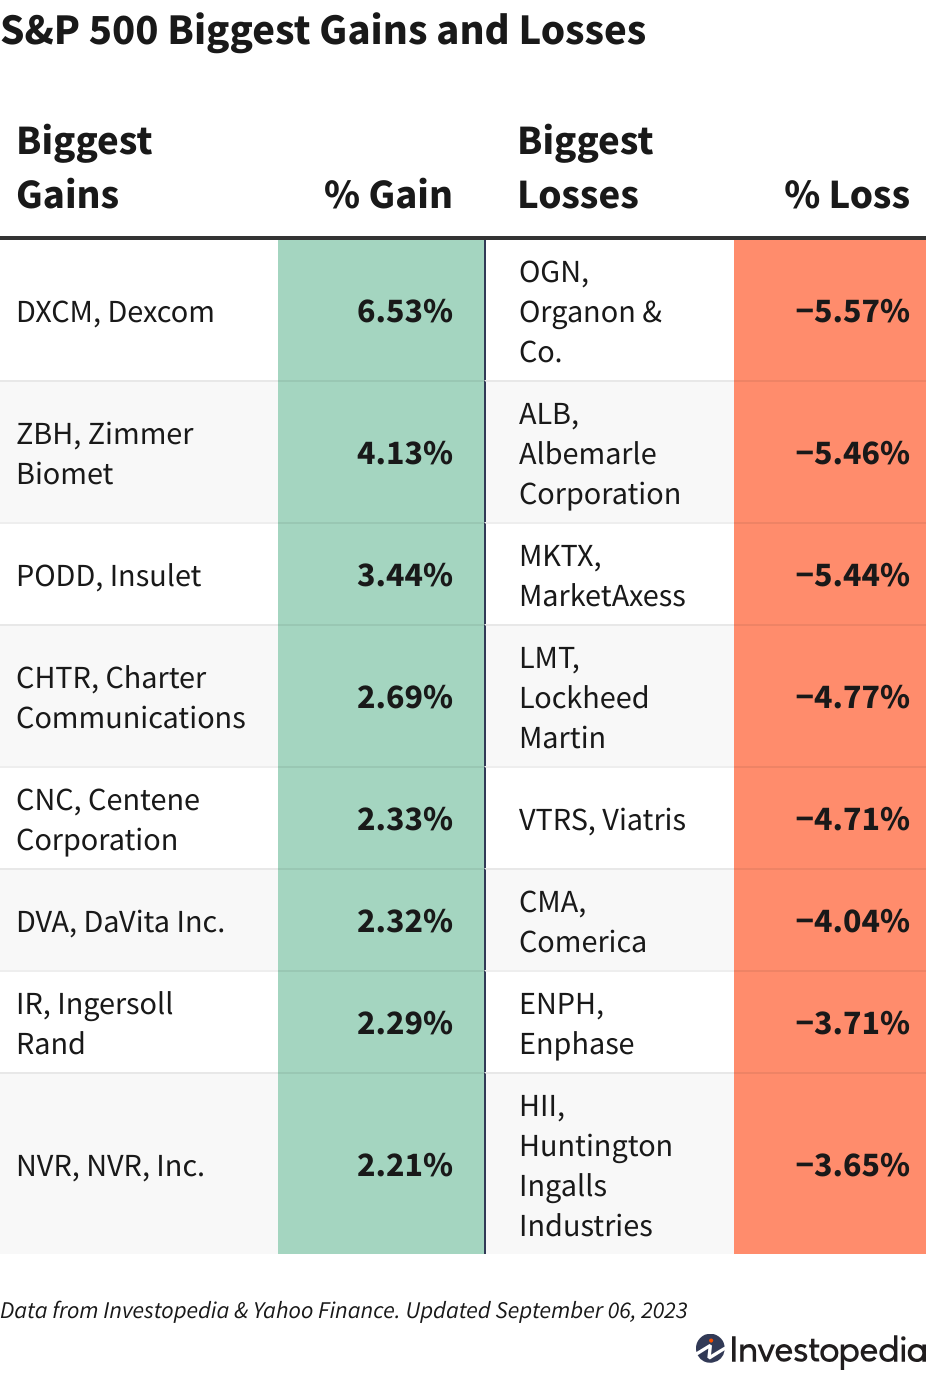 S&P 500 Biggest Gains and Losses
Biggest
Gains
% Gain
Biggest
Losses
% Loss
DXCM, Dexcom
6.53%
OGN,
Organon &
Co.
−5.57%
ZBH, Zimmer
Biomet
4.13%
ALB,
Albemarle
Corporation
−5.46%
PODD, Insulet
3.44%
MKTX,
MarketAxess
−5.44%
CHTR, Charter
Communications
2.69%
LMT,
Lockheed
Martin
−4.77%
CNC, Centene
Corporation
2.33%
VTRS, Viatris
−4.71%
DVA, DaVita Inc.
2.32%
CMA,
Comerica
−4.04%
IR, Ingersoll
Rand
2.29%
ENPH,
Enphase
−3.71%
NVR, NVR, Inc.
2.21%
HII,
Huntington
Ingalls
Industries
−3.65%
Data from Investopedia & Yahoo Finance. Updated September 06, 2023
Investopedia